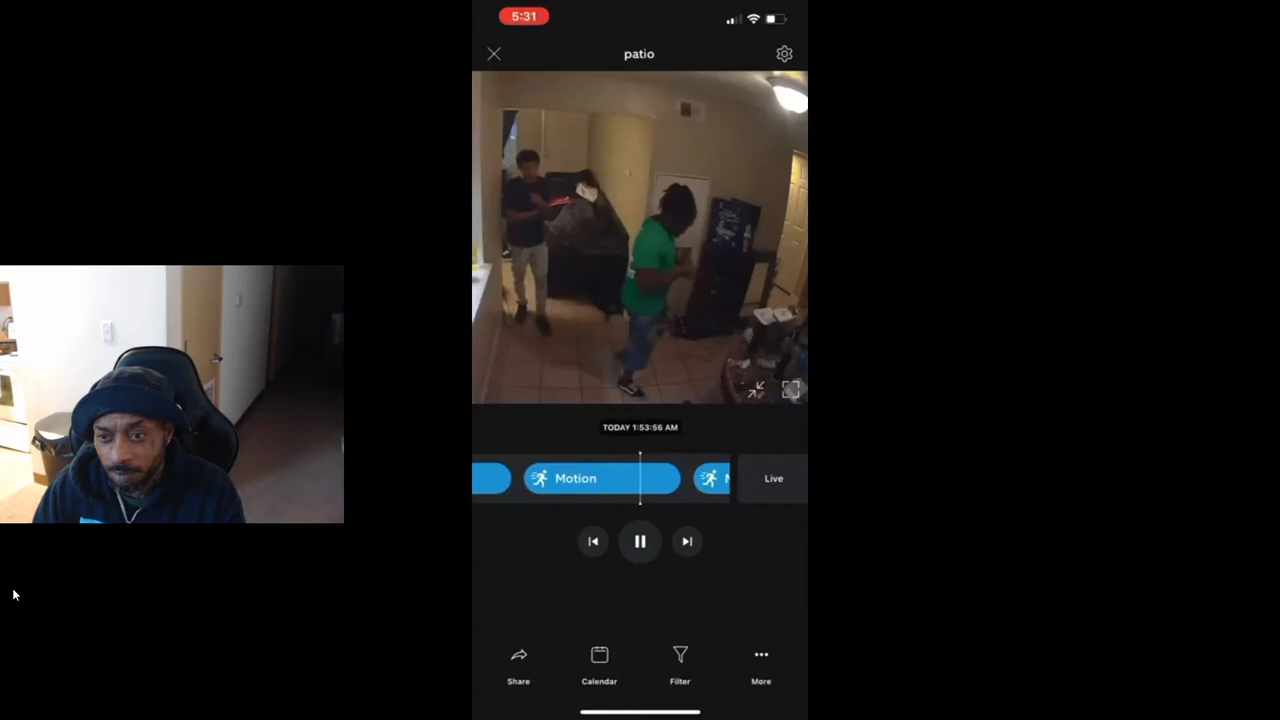 5:31
patio
TODAY 1:53:56 AM
Motion
Live
Share
Calendar
Filter
More